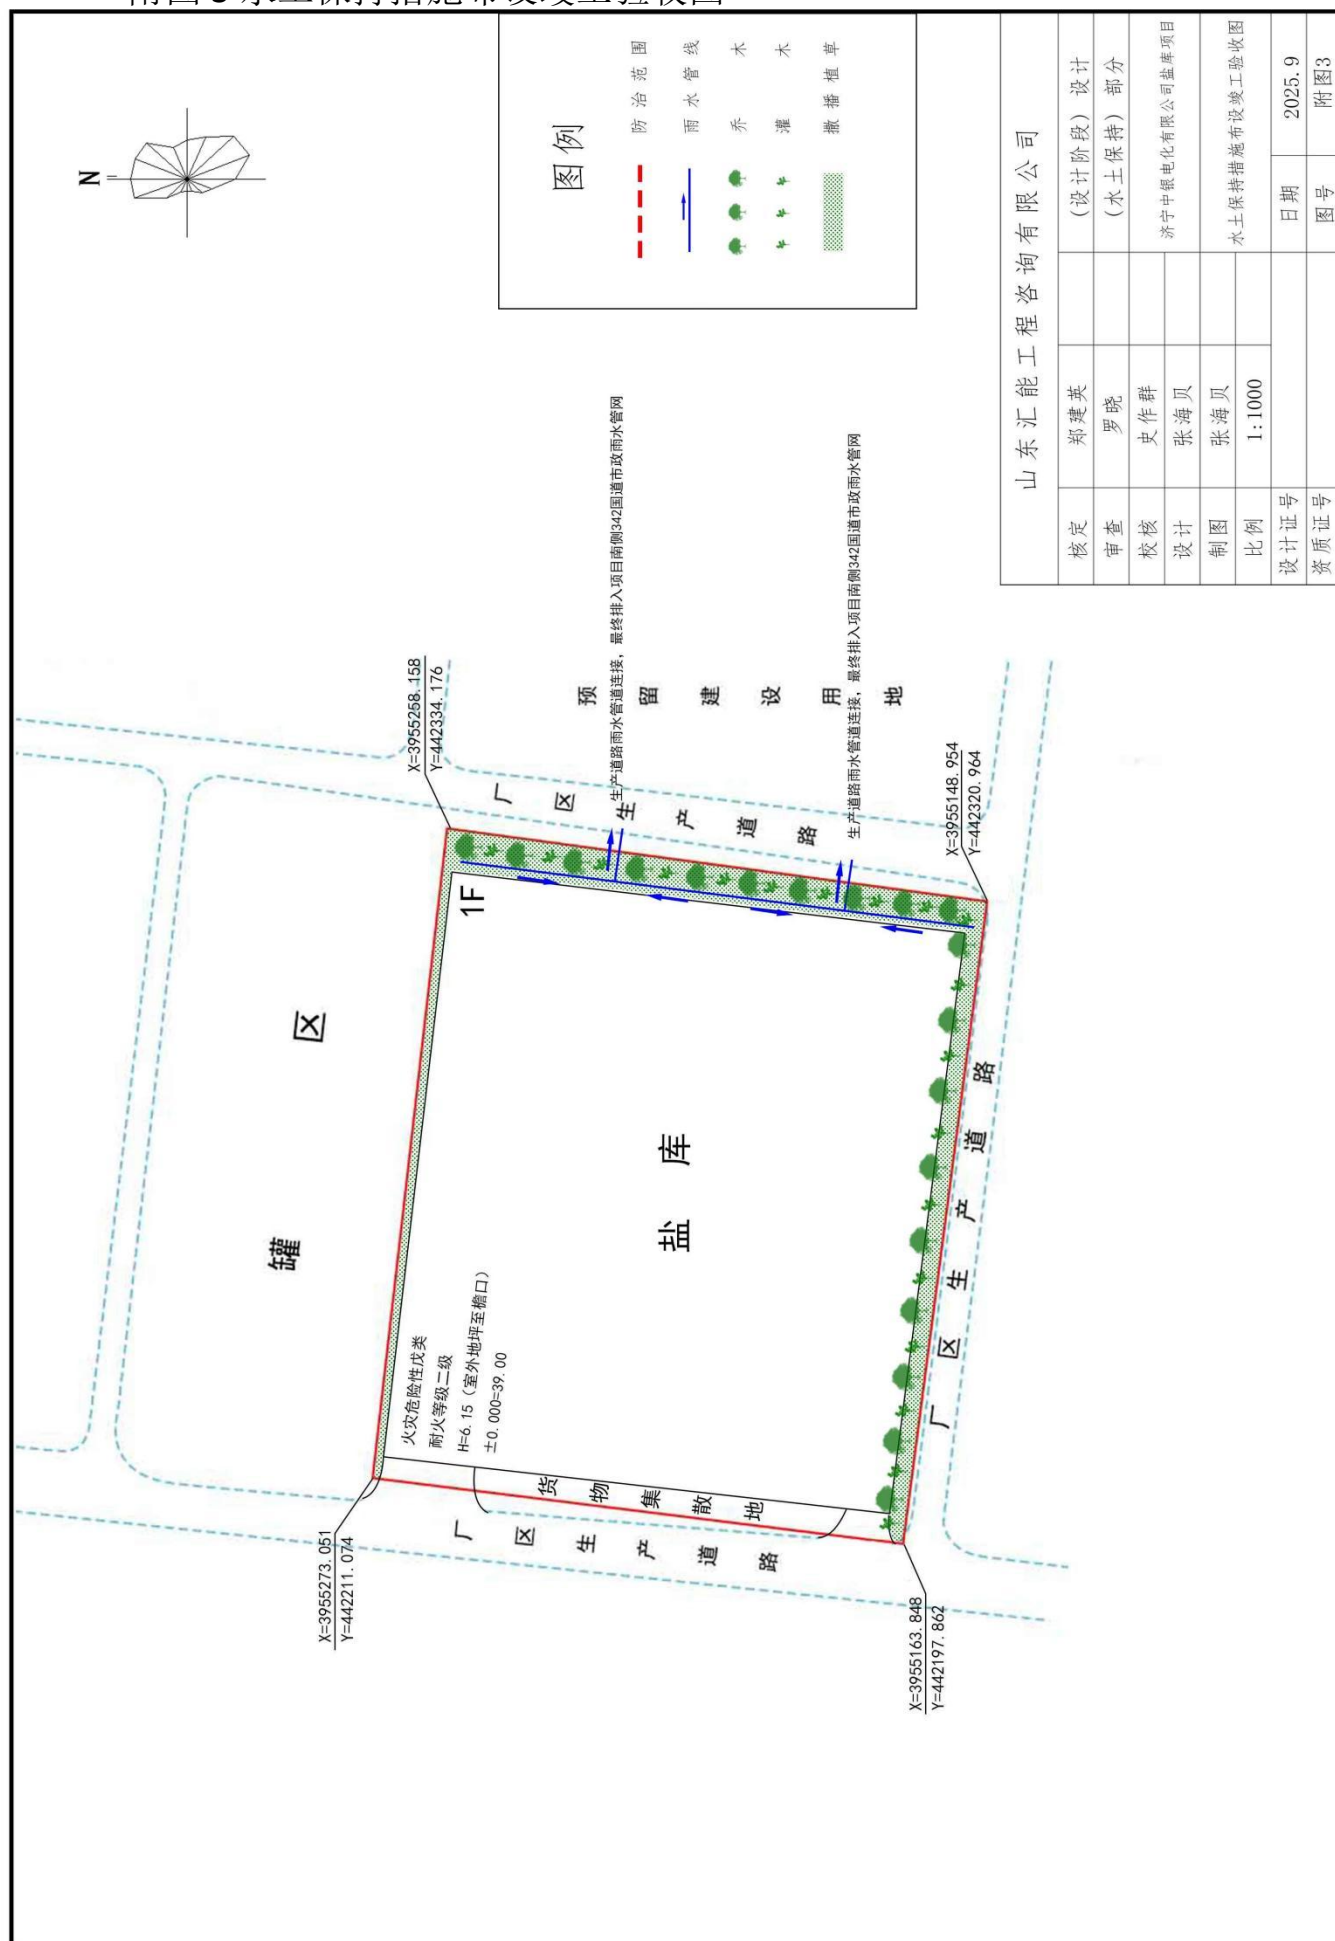 附图3水土保持措施布设竣工验收图
N
图例
防治范围
雨水管线
乔木
灌木
撒播植草
X=3955273.051
Y=442211.074
X=3955258.158
Y=442334.176
X=3955163.848
Y=442197.862
X=3955148.954
Y=442320.964
罐区
1F
火灾危险性戊类
耐火等级二级
H=6.15（室外地坪至檐口）
±0.000=39.00
盐库
货物集散地
厂区生产道路
厂区生产道路
厂区生产道路
生产道路雨水管道连接，最终排入项目南侧342国道市政雨水管网
生产道路雨水管道连接，最终排入项目南侧342国道市政雨水管网
预留建设用地
山东汇能工程咨询有限公司
核定 郑建英 (设计阶段) 设计
审查 罗晓 (水土保持) 部分
校核 史作群 济宁中银电化有限公司盐库项目
设计 张海贝
制图 张海贝 水土保持措施布设竣工验收图
比例 1:1000
设计证号 日期 2025.9
资质证号 图号 附图3